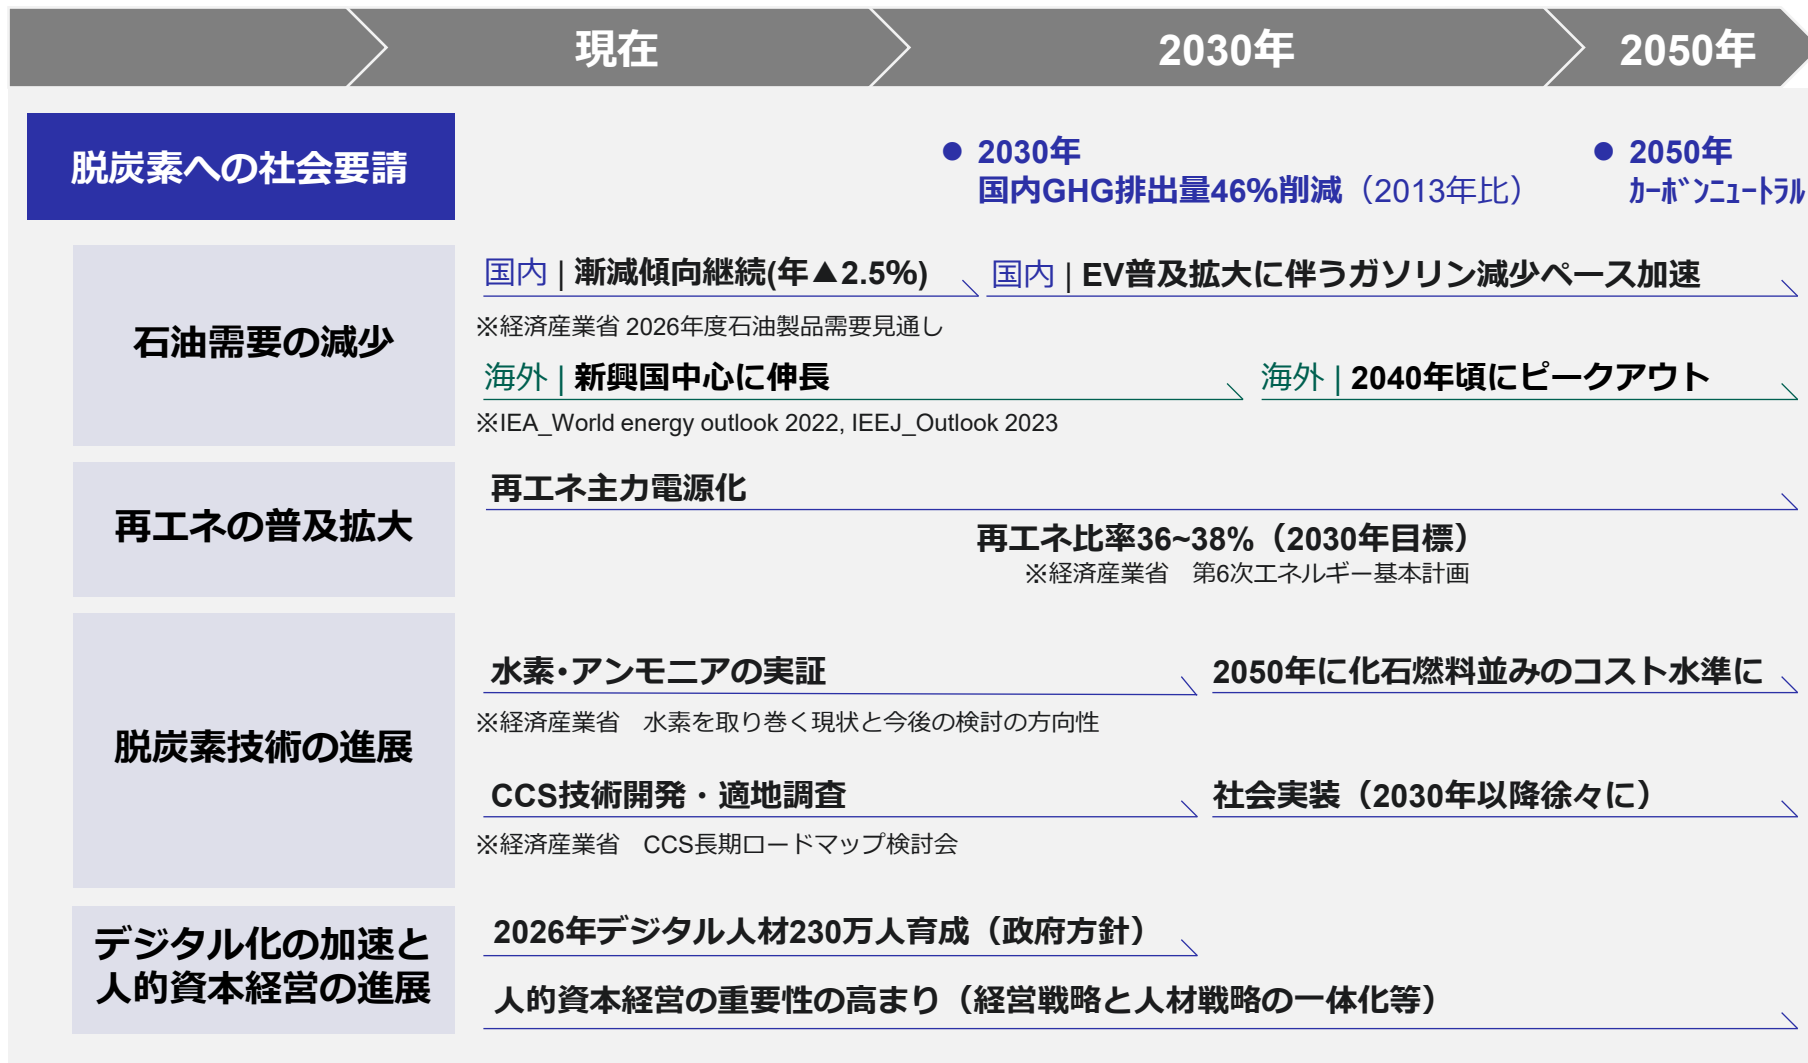 現在
2030年
2050年
脱炭素への社会要請
● 2030年
国内GHG排出量46%削減（2013年比）
● 2050年
ｶｰﾎﾞﾝﾆｭｰﾄﾗﾙ
石油需要の減少
国内 | 漸減傾向継続(年▲2.5%)
国内 | EV普及拡大に伴うガソリン減少ペース加速
※経済産業省 2026年度石油製品需要見通し
海外 | 新興国中心に伸長
海外 | 2040年頃にピークアウト
※IEA_World energy outlook 2022, IEEJ_Outlook 2023
再エネの普及拡大
再エネ主力電源化
再エネ比率36~38%（2030年目標）
※経済産業省　第6次エネルギー基本計画
脱炭素技術の進展
水素・アンモニアの実証
2050年に化石燃料並みのコスト水準に
※経済産業省　水素を取り巻く現状と今後の検討の方向性
CCS技術開発・適地調査
社会実装（2030年以降徐々に）
※経済産業省　CCS長期ロードマップ検討会
デジタル化の加速と
人的資本経営の進展
2026年デジタル人材230万人育成（政府方針）
人的資本経営の重要性の高まり（経営戦略と人材戦略の一体化等）